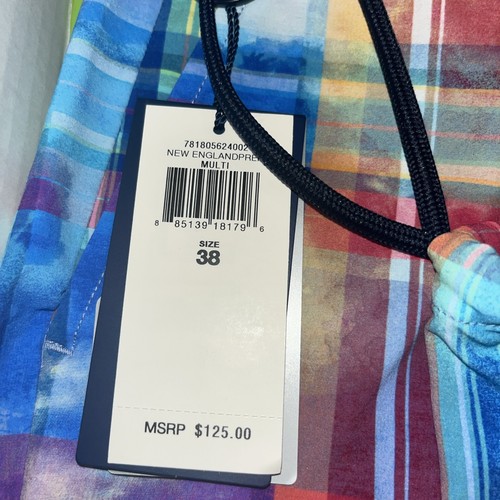 781805624002
NEW ENGLANDPRE
MULTI
8 85139 18179 6
SIZE
38
MSRP $125.00